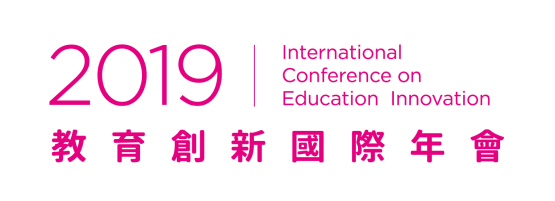 2019
International
Conference on
Education Innovation
教育創新國際年會